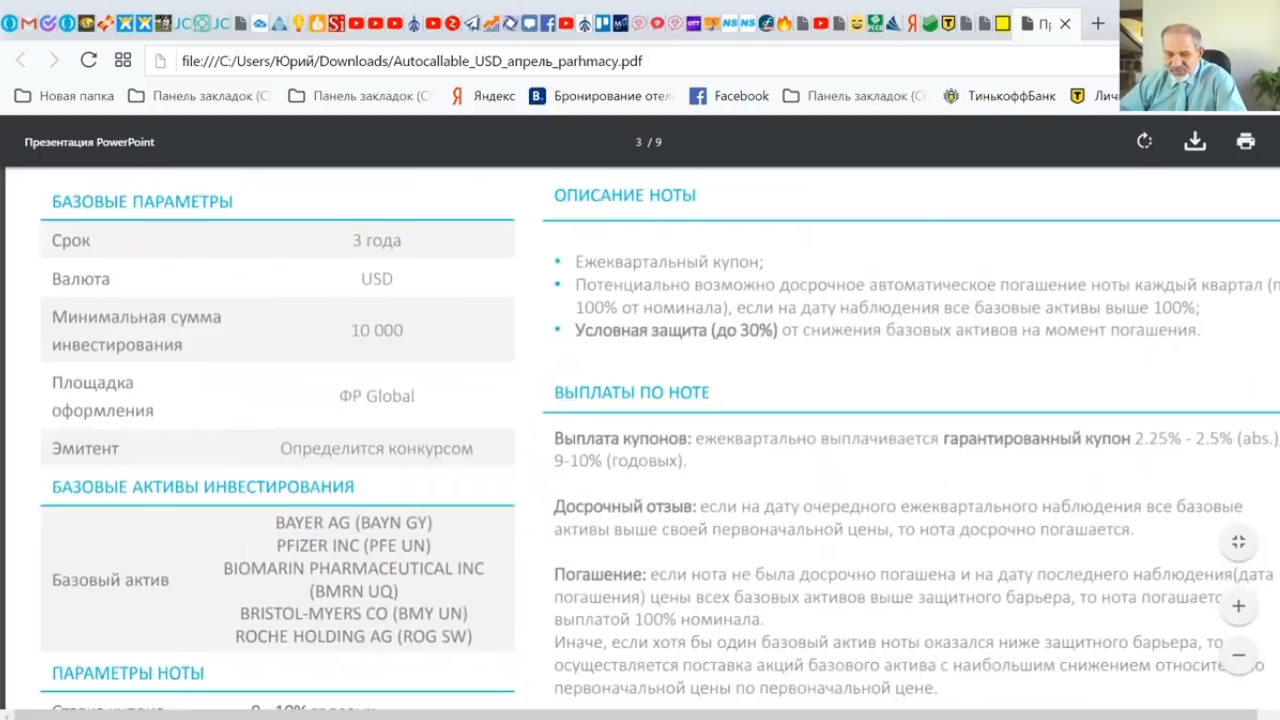 file:///C:/Users/Юрий/Downloads/Autocallable_USD_апрель_parhmacy.pdf
Новая папка
Панель закладок (С
Панель закладок (С
Яндекс
Бронирование отел
Facebook
Панель закладок (С
ТинькоффБанк
Презентация PowerPoint
3 / 9
БАЗОВЫЕ ПАРАМЕТРЫ
Срок 3 года
Валюта USD
Минимальная сумма
инвестирования
10 000
Площадка
оформления
ФР Global
Эмитент Определится конкурсом
БАЗОВЫЕ АКТИВЫ ИНВЕСТИРОВАНИЯ
Базовый актив
BAYER AG (BAYN GY)
PFIZER INC (PFE UN)
BIOMARIN PHARMACEUTICAL INC
(BMRN UQ)
BRISTOL-MYERS CO (BMY UN)
ROCHE HOLDING AG (ROG SW)
ПАРАМЕТРЫ НОТЫ
ОПИСАНИЕ НОТЫ
• Ежеквартальный купон;
• Потенциально возможно досрочное автоматическое погашение ноты каждый квартал
100% от номинала), если на дату наблюдения все базовые активы выше 100%;
• Условная защита (до 30%) от снижения базовых активов на момент погашения.
ВЫПЛАТЫ ПО НОТЕ
Выплата купонов: ежеквартально выплачивается гарантированный купон 2.25% - 2.5% (abs.),
9-10% (годовых).
Досрочный отзыв: если на дату очередного ежеквартального наблюдения все базовые
активы выше своей первоначальной цены, то нота досрочно погашается.
Погашение: если нота не была досрочно погашена и на дату последнего наблюдения(дата
погашения) цены всех базовых активов выше защитного барьера, то нота погашаетс
выплатой 100% номинала.
Иначе, если хотя бы один базовый актив ноты оказался ниже защитного барьера, то
осуществляется поставка акций базового актива с наибольшим снижением
первоначальной цены по первоначальной цене.